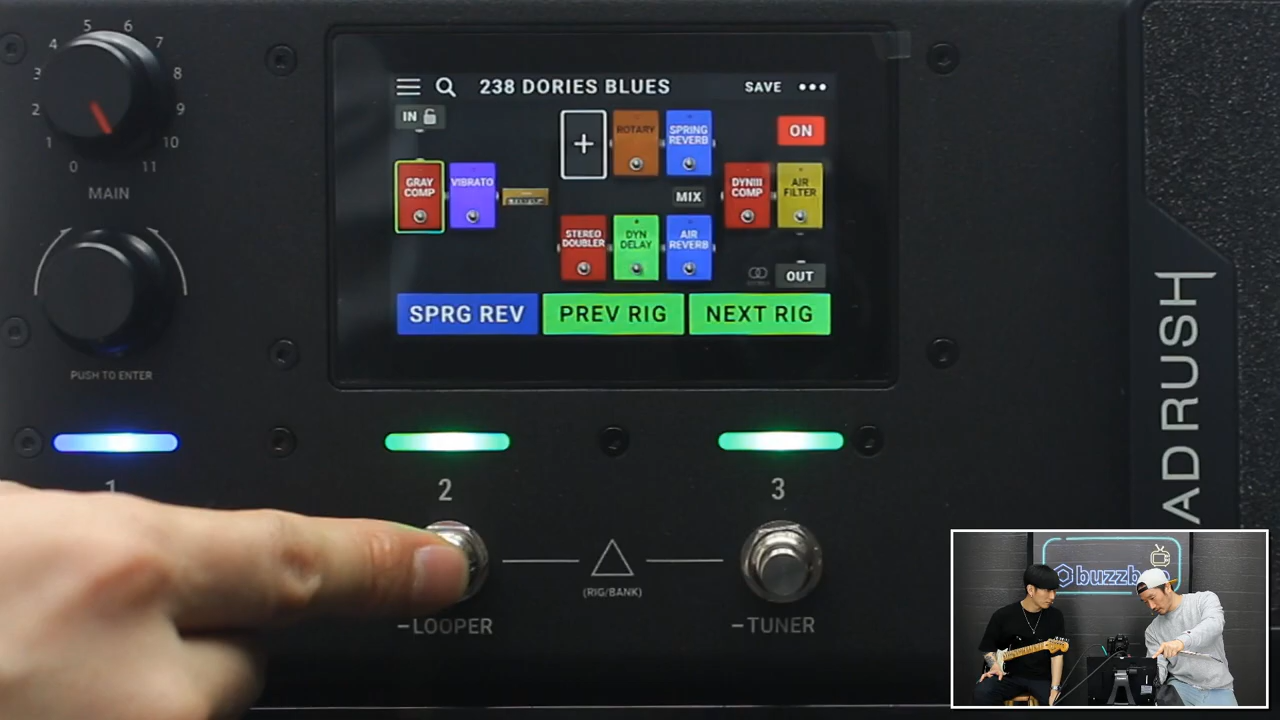 5
4 6
3 7
2 8
1 9
0 10
11
MAIN
PUSH TO ENTER
238 DORIES BLUES
SAVE
IN
ON
GRAY
COMP
VIBRATO
+
ROTARY
SPRING
REVERB
MIX
STEREO
DOUBLER
DYN
DELAY
AIR
REVERB
DYNIII
COMP
AIR
FILTER
OUT
SPRG REV
PREV RIG
NEXT RIG
1
2
3
(RIG/BANK)
–LOOPER
–TUNER
ADRUSH